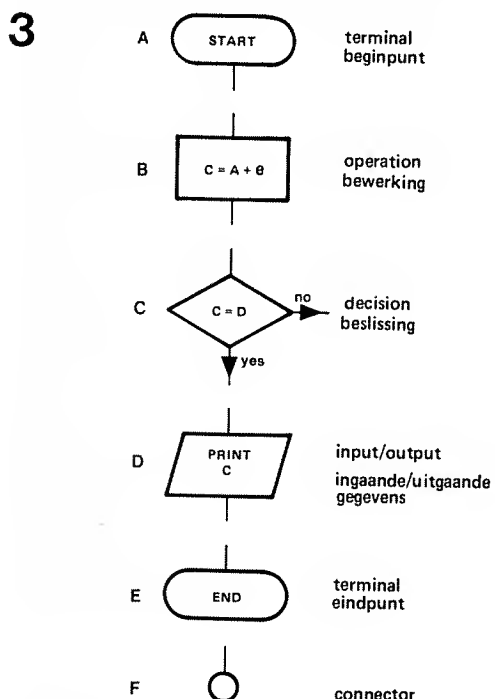 3
A
START
terminal
beginpunt
B
C = A + e
operation
bewerking
C
C = D
no
yes
decision
beslissing
D
PRINT
C
input/output
ingaande/uitgaande
gegevens
E
END
terminal
eindpunt
F
connector